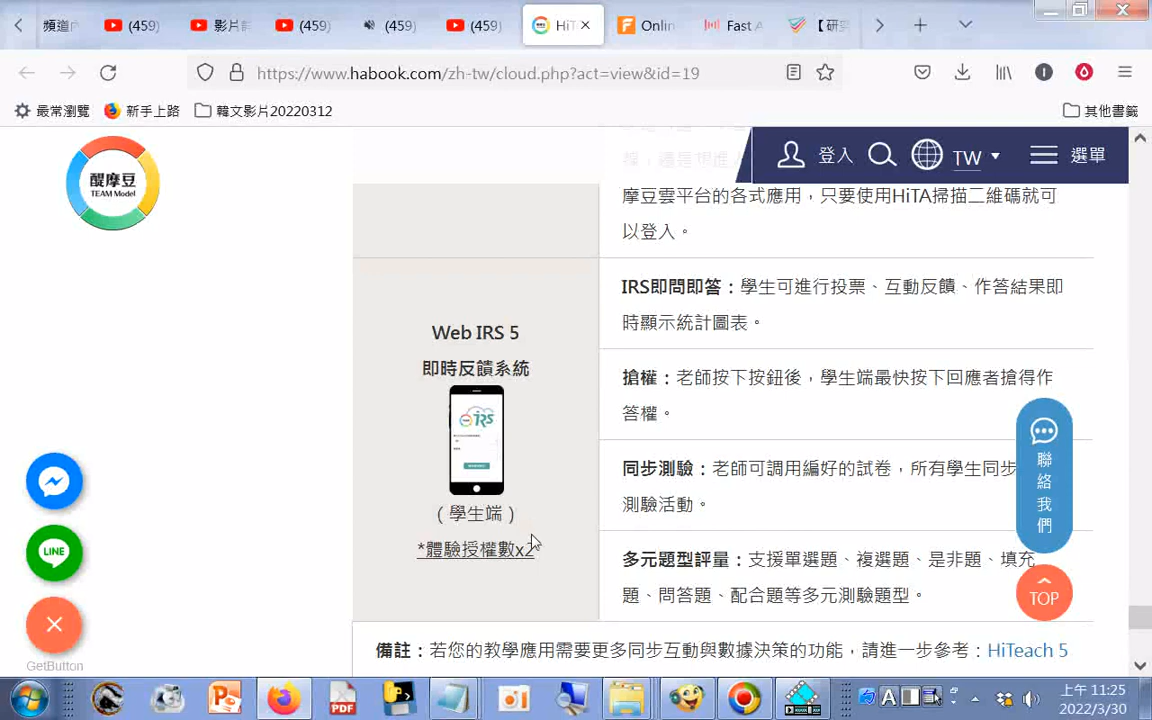 頻道
(459)
影片
(459)
(459)
(459)
HiT
Onlin
Fast A
【研
https://www.habook.com/zh-tw/cloud.php?act=view&id=19
最常瀏覽
新手上路
韓文影片20220312
其他書籤
醍摩豆
TEAM Model
登入
TW
選單
摩豆雲平台的各式應用，只要使用HiTA掃描二維碼就可
以登入。
Web IRS 5
即時反饋系統
IRS
（學生端）
*體驗授權數x2
IRS即問即答：學生可進行投票、互動反饋、作答結果即
時顯示統計圖表。
搶權：老師按下按鈕後，學生端最快按下回應者搶得作
答權。
同步測驗：老師可調用編好的試卷，所有學生同步
測驗活動。
多元題型評量：支援單選題、複選題、是非題、填充
題、問答題、配合題等多元測驗題型。
備註：若您的教學應用需要更多同步互動與數據決策的功能，請進一步參考：HiTeach 5
聯絡我們
TOP
LINE
GetButton
PDF
A
上午 11:25
2022/3/30